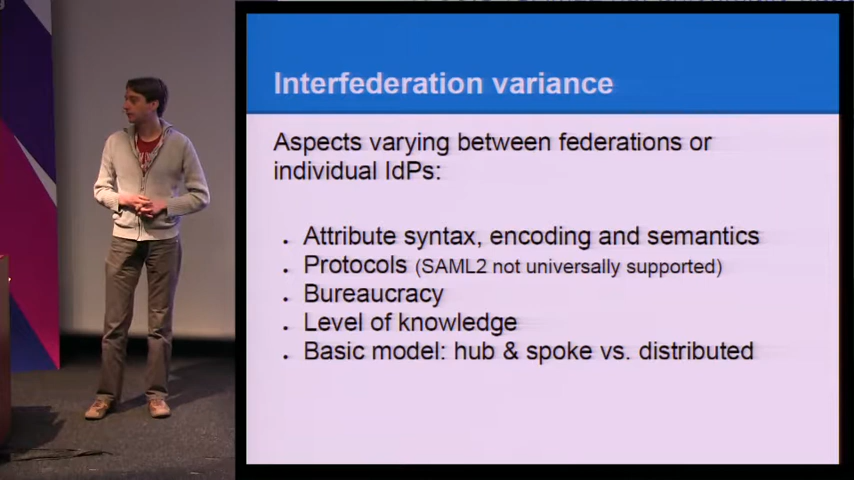 Interfederation variance
Aspects varying between federations or
individual IdPs:
Attribute syntax, encoding and semantics
Protocols (SAML2 not universally supported)
Bureaucracy
Level of knowledge
Basic model: hub & spoke vs. distributed